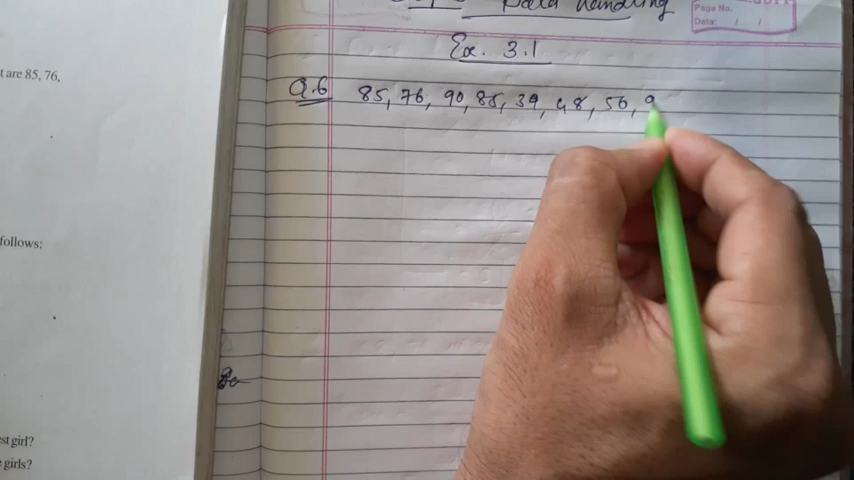 Data Handling
Page No.
Date: / /
Ex. 3.1
t are 85, 76,
Q.6 85, 76, 90, 85, 39, 48, 56, 9
follows:
st girl?
e girls?